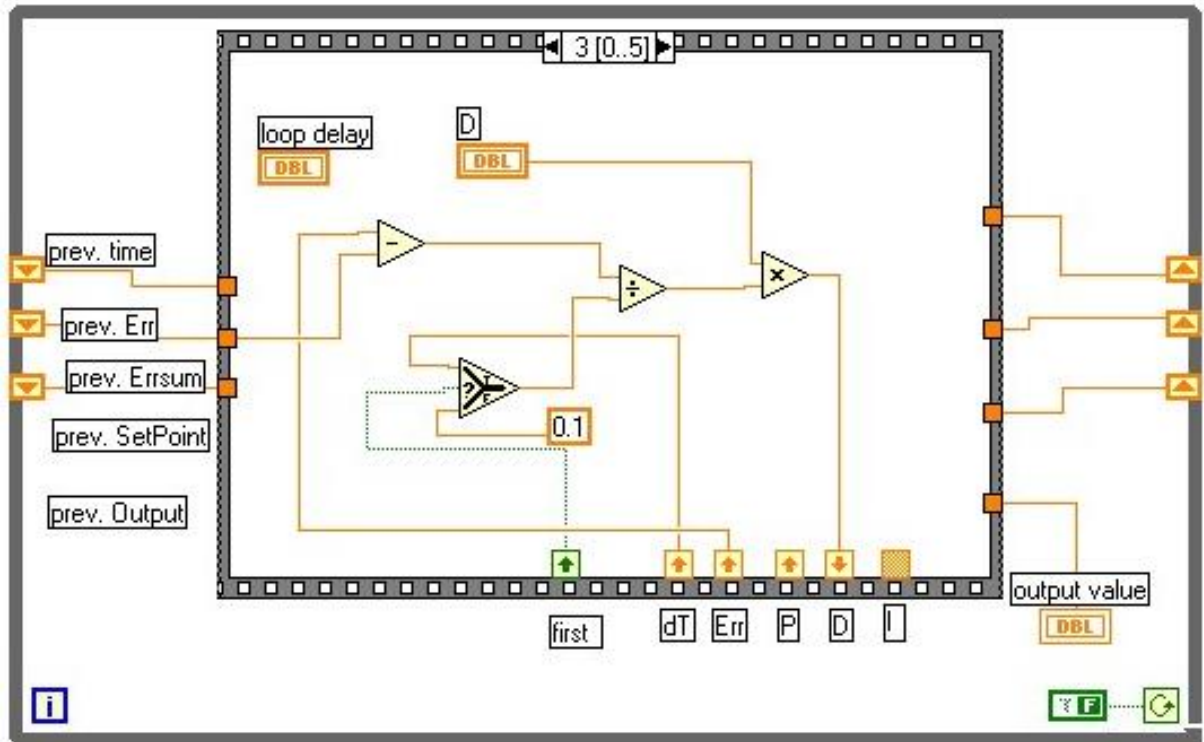 3 [0..5]
loop delay
D
DBL
DBL
prev. time
prev. Err
prev. Errsum
prev. SetPoint
prev. Output
-
÷
x
?
T
F
0.1
first
dT
Err
P
D
I
output value
DBL
i
F